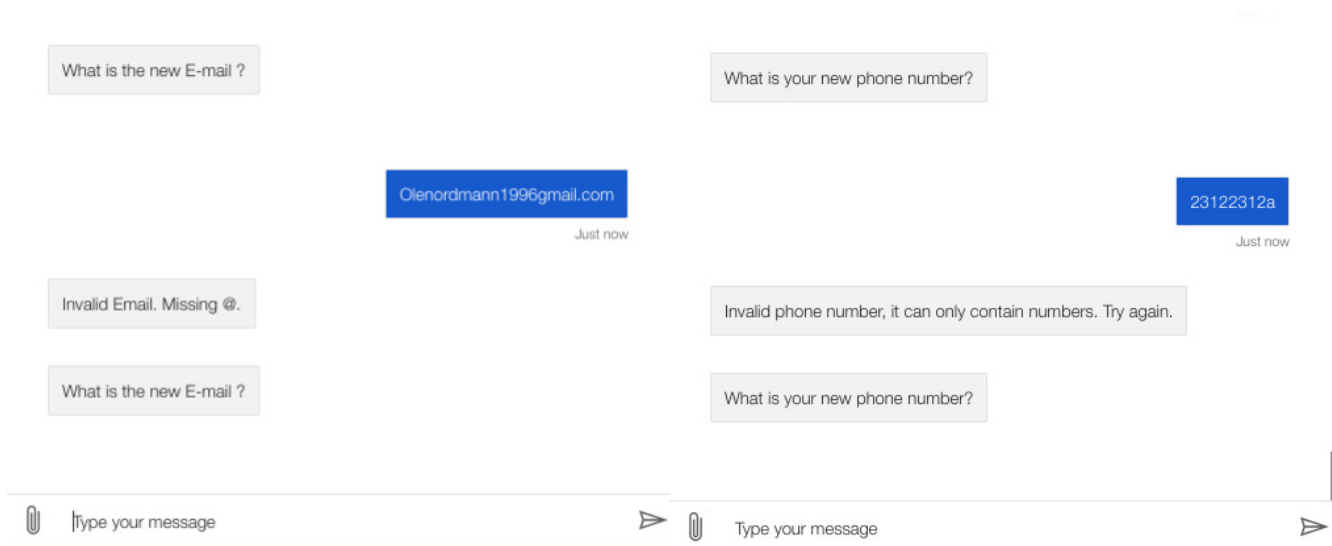 What is the new E-mail ?
Olenordmann1996gmail.com
Just now
Invalid Email. Missing @.
What is the new E-mail ?
Type your message
What is your new phone number?
23122312a
Just now
Invalid phone number, it can only contain numbers. Try again.
What is your new phone number?
Type your message